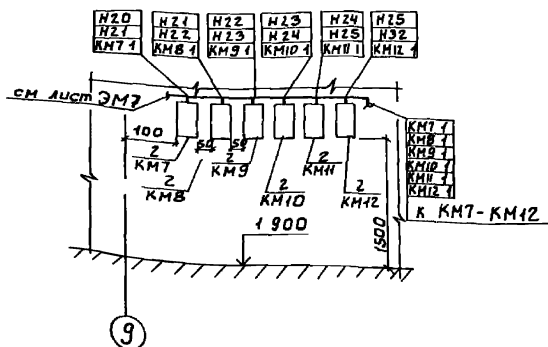 Н20 Н21 Н22 Н23 Н24 Н25
Н21 Н22 Н23 Н24 Н25 Н32
КМ7 1 КМ8 1 КМ9 1 КМ10 1 КМ11 1 КМ12 1
см лист ЭМ7
100
50
50
2
КМ7
2
КМ8
2
КМ9
2
КМ10
2
КМ11
2
КМ12
КМ7 1
КМ8 1
КМ9 1
КМ10 1
КМ11 1
КМ12 1
к КМ7-КМ12
1 900
1500
9